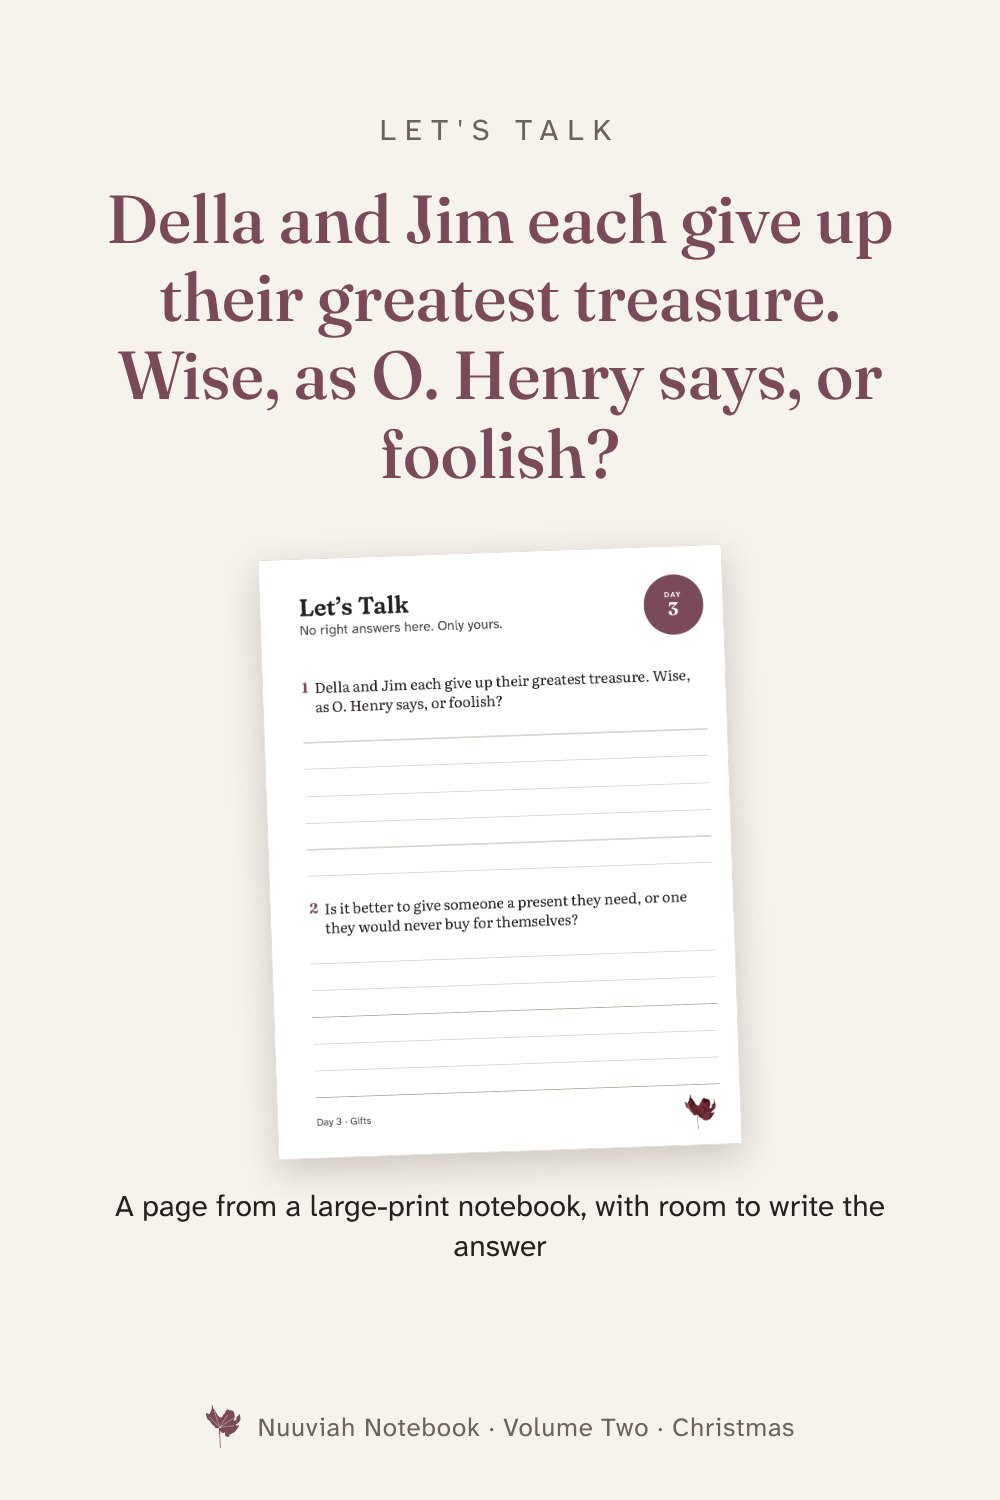 LET'S TALK
Della and Jim each give up
their greatest treasure.
Wise, as O. Henry says, or
foolish?
Let’s Talk
No right answers here. Only yours.
DAY
3
1 Della and Jim each give up their greatest treasure. Wise,
as O. Henry says, or foolish?
2 Is it better to give someone a present they need, or one
they would never buy for themselves?
Day 3 · Gifts
A page from a large-print notebook, with room to write the
answer
Nuuviah Notebook · Volume Two · Christmas